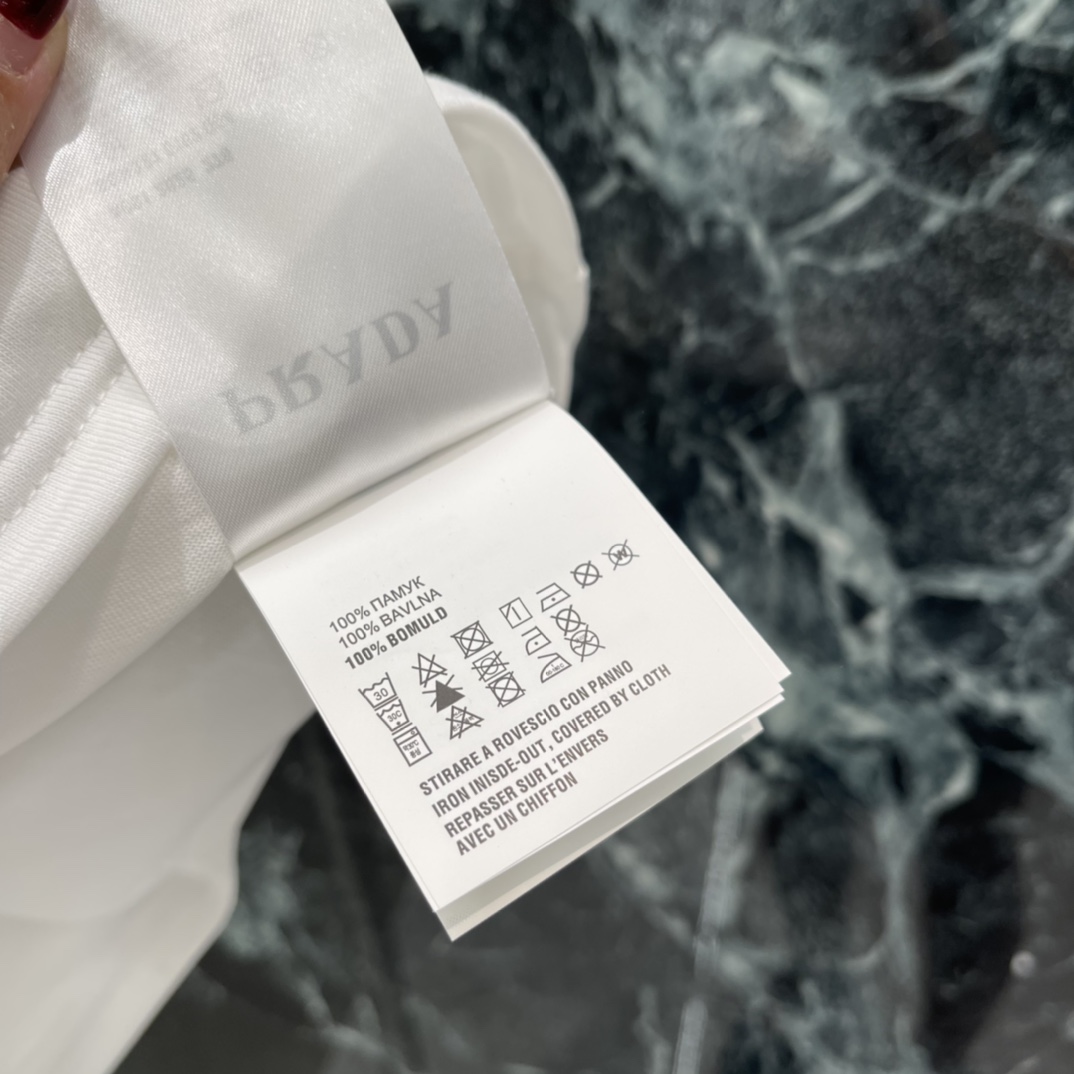 PRADA
100% ПАМУК
100% BAVLNA
100% BOMULD
30
30C
1
W
STIRARE A ROVESCIO CON PANNO
IRON INISDE-OUT, COVERED BY CLOTH
REPASSER SUR L'ENVERS
AVEC UN CHIFFON